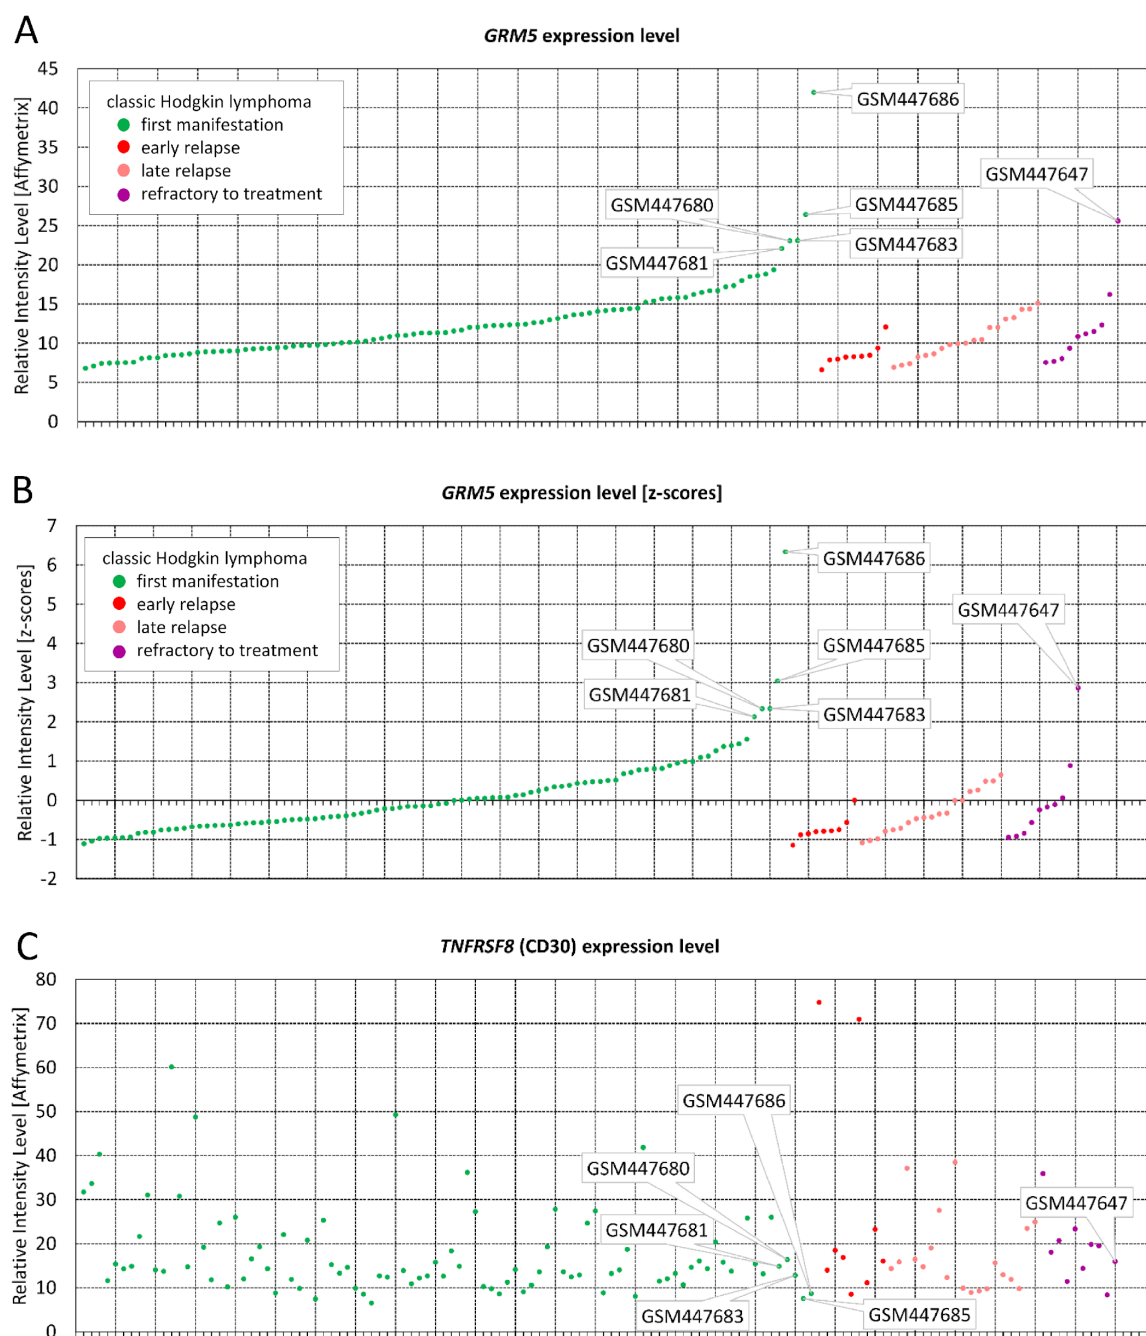 A
GRM5 expression level
Relative Intensity Level [Affymetrix]
45
40
35
30
25
20
15
10
5
0
classic Hodgkin lymphoma
first manifestation
early relapse
late relapse
refractory to treatment
GSM447686
GSM447647
GSM447680
GSM447685
GSM447683
GSM447681
B
GRM5 expression level [z-scores]
Relative Intensity Level [z-scores]
7
6
5
4
3
2
1
0
-1
-2
classic Hodgkin lymphoma
first manifestation
early relapse
late relapse
refractory to treatment
GSM447686
GSM447647
GSM447680
GSM447685
GSM447681
GSM447683
C
TNFRSF8 (CD30) expression level
Relative Intensity Level [Affymetrix]
80
70
60
50
40
30
20
10
0
GSM447686
GSM447680
GSM447647
GSM447681
GSM447683
GSM447685